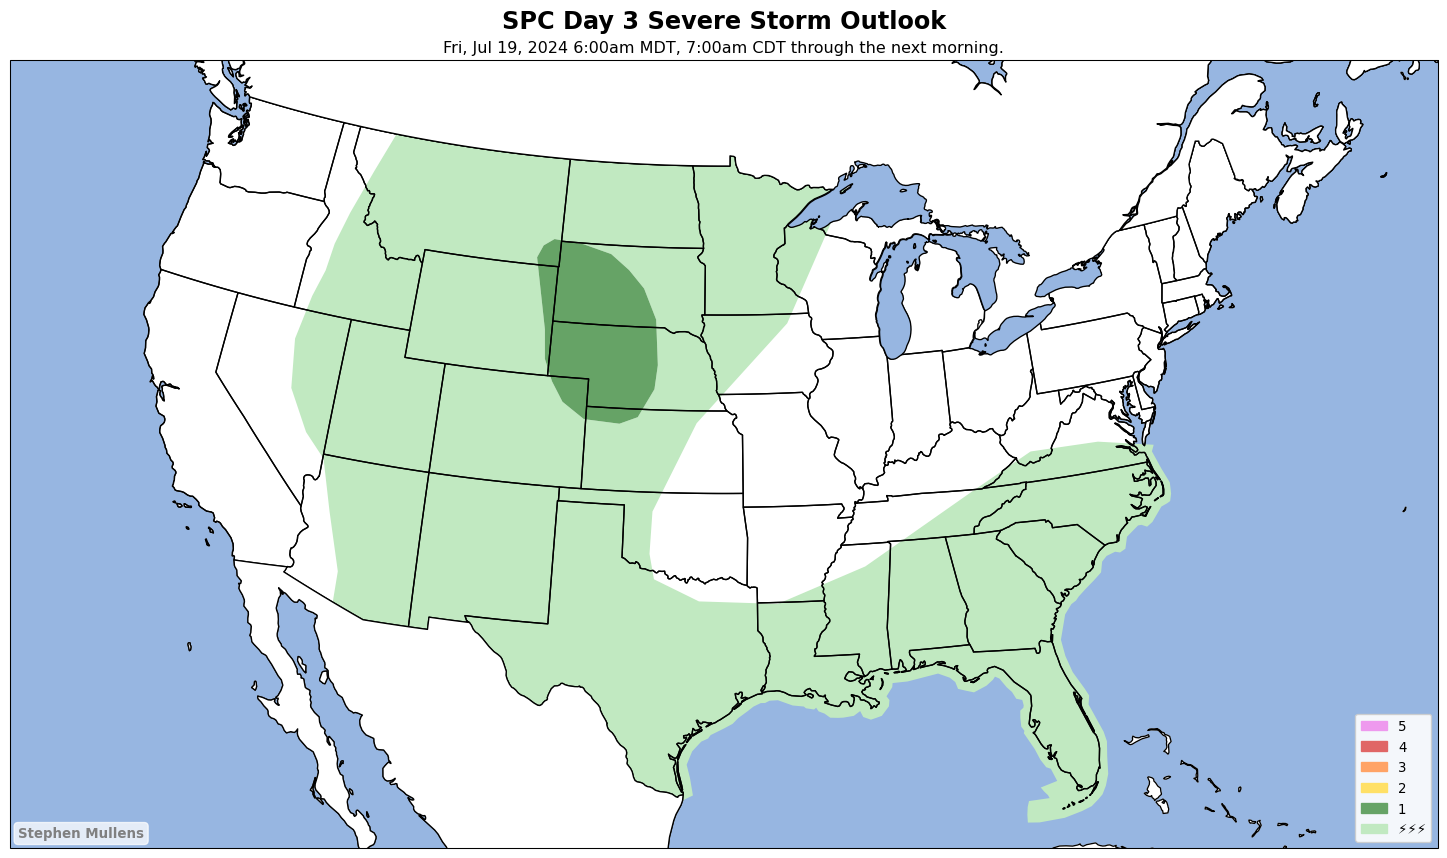 SPC Day 3 Severe Storm Outlook
Fri, Jul 19, 2024 6:00am MDT, 7:00am CDT through the next morning.
5
4
3
2
1
⚡⚡⚡
Stephen Mullens